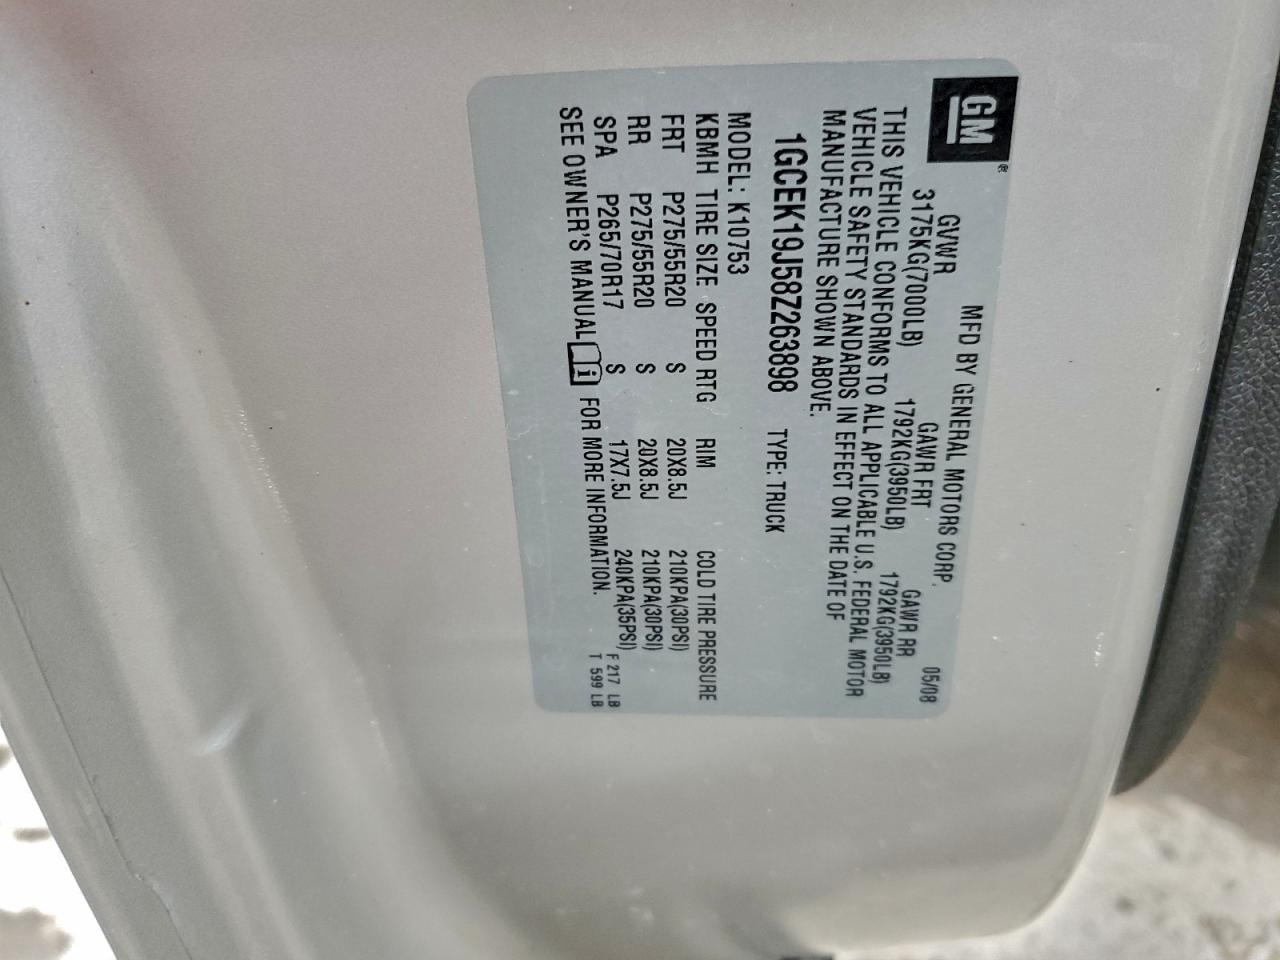 GM®
MFD BY GENERAL MOTORS CORP. 05/08
GVWR GAWR FRT GAWR RR
3175KG(7000LB) 1792KG(3950LB) 1792KG(3950LB)
THIS VEHICLE CONFORMS TO ALL APPLICABLE U.S. FEDERAL MOTOR
VEHICLE SAFETY STANDARDS IN EFFECT ON THE DATE OF
MANUFACTURE SHOWN ABOVE.
1GCEK19J58Z263898 TYPE: TRUCK
MODEL: K10753
KBMH TIRE SIZE SPEED RTG RIM COLD TIRE PRESSURE
FRT P275/55R20 S 20X8.5J 210KPA(30PSI)
RR P275/55R20 S 20X8.5J 210KPA(30PSI)
SPA P265/70R17 S 17X7.5J 240KPA(35PSI)
SEE OWNER'S MANUAL i FOR MORE INFORMATION.
F 217 LB
T 599 LB